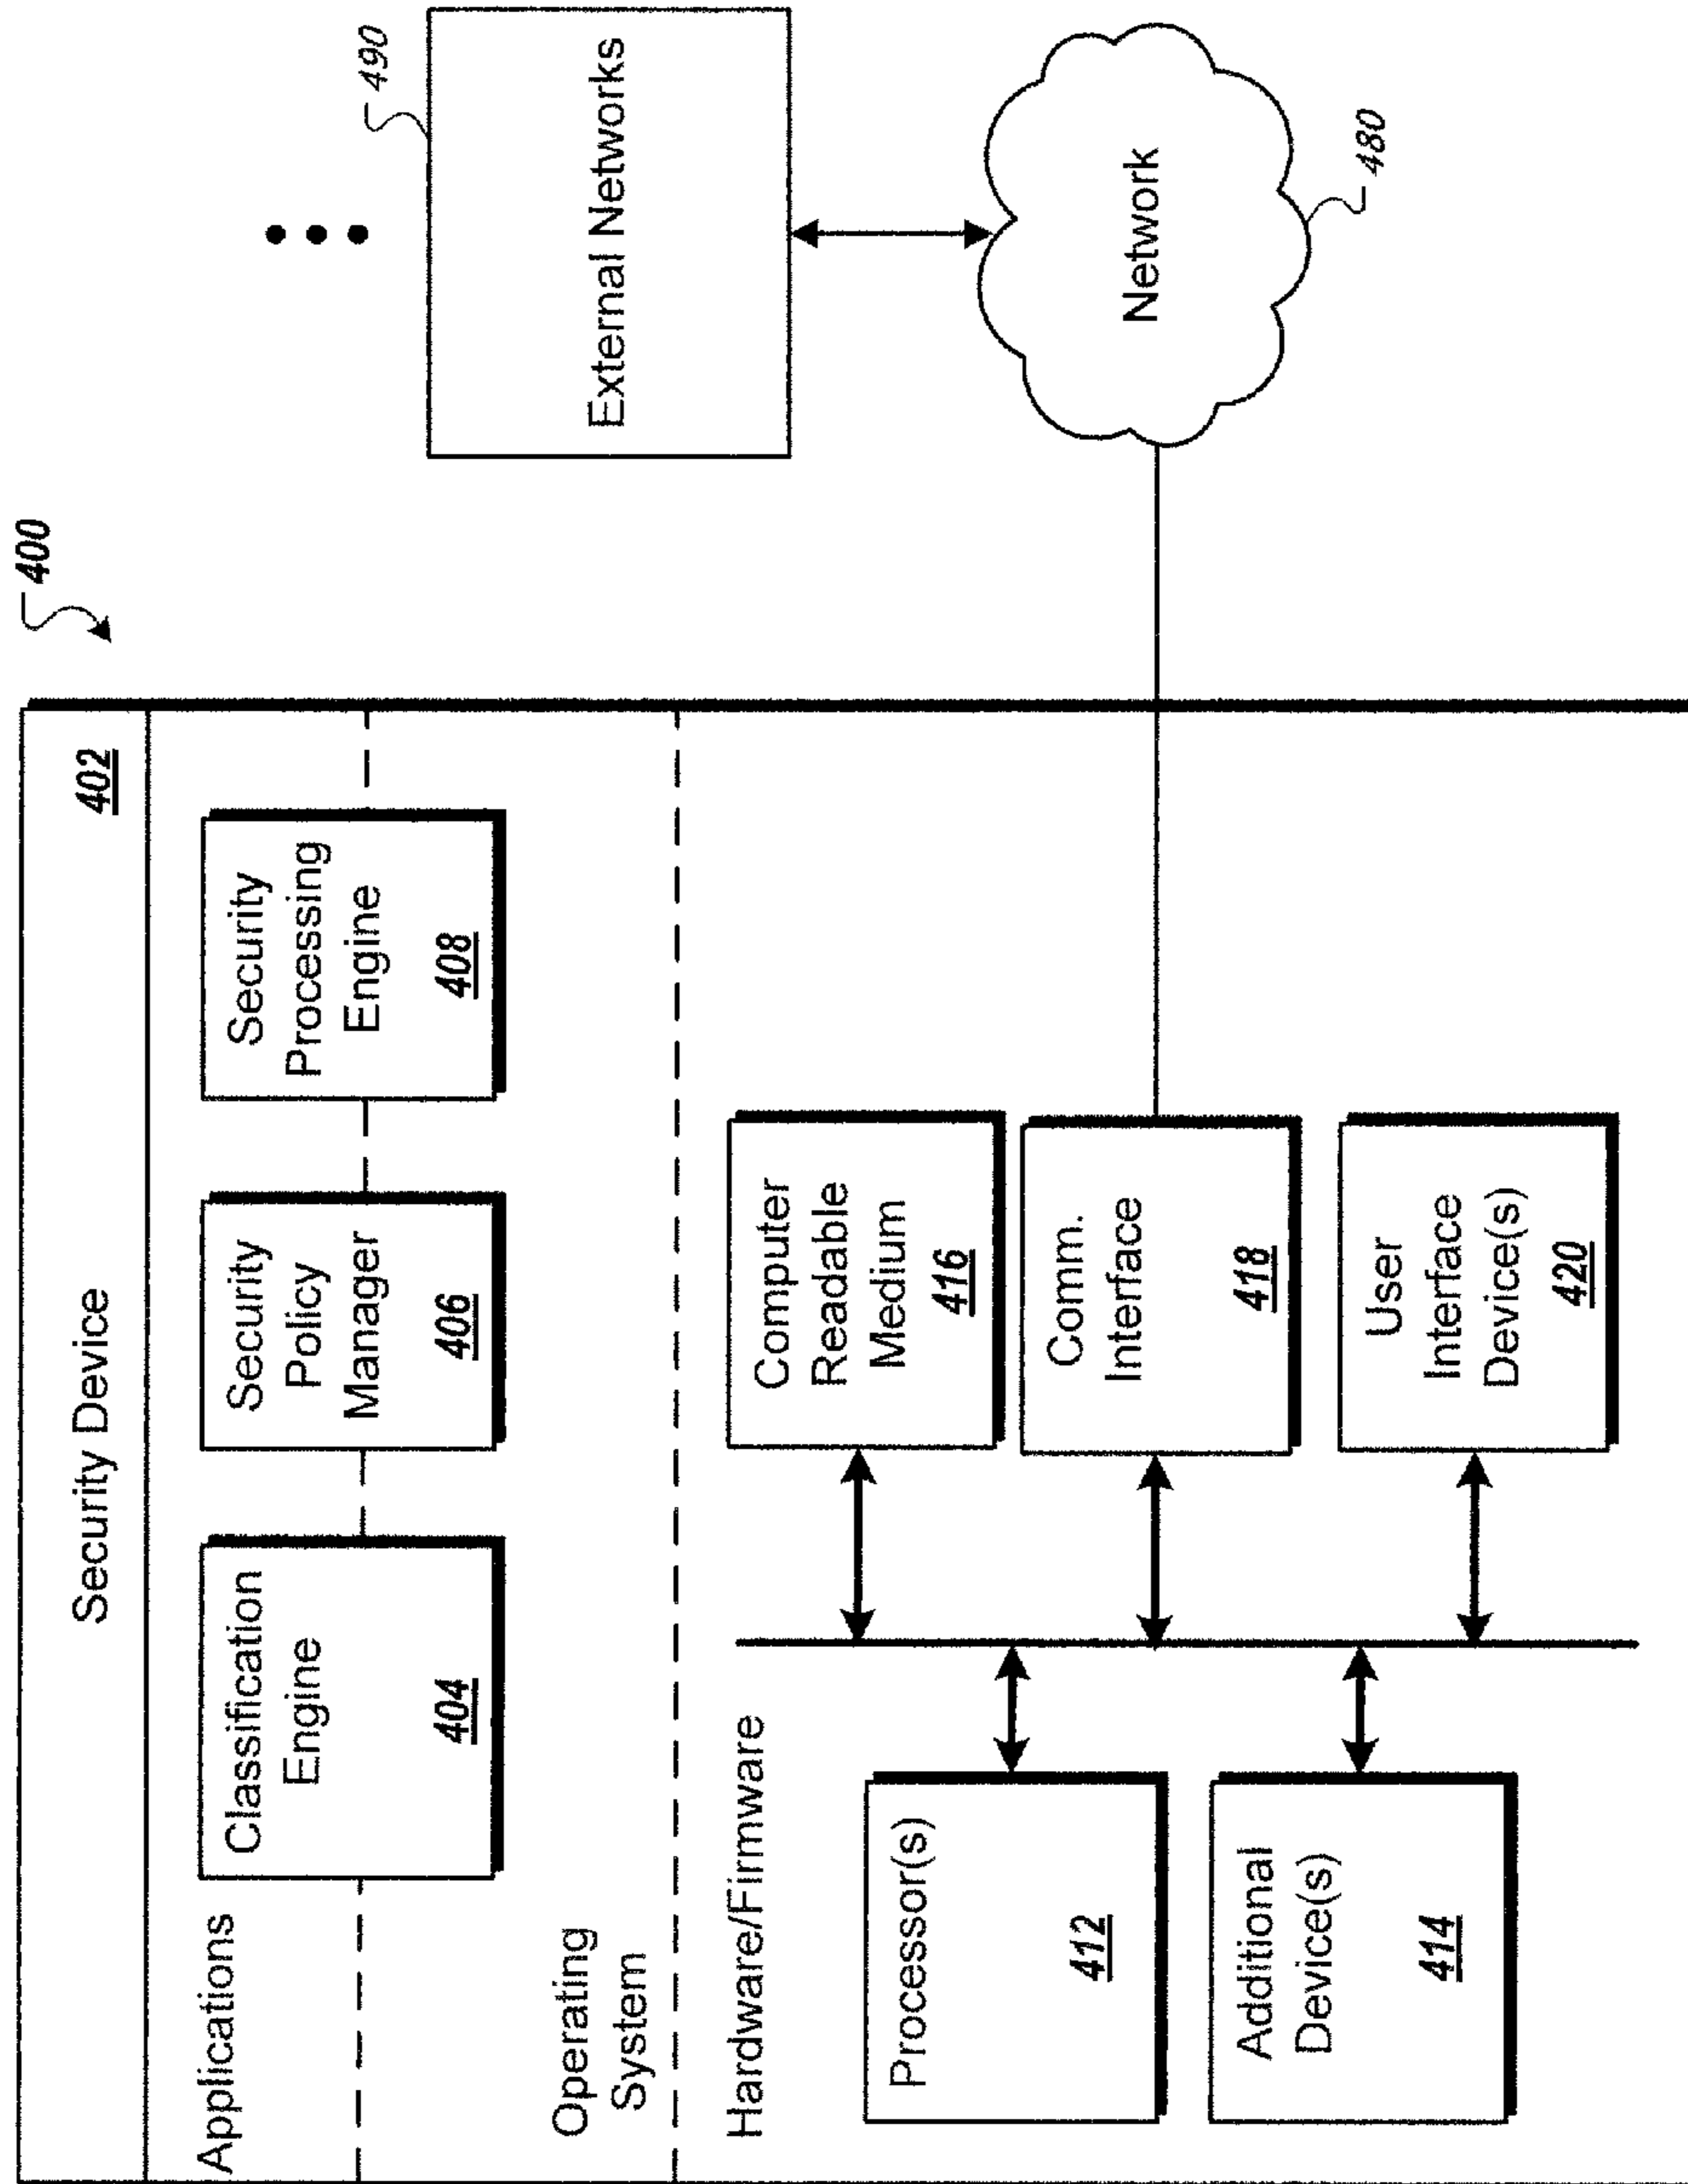 400
Security Device
402
Applications
Classification
Engine
404
Security
Policy
Manager
406
Security
Processing
Engine
408
Operating
System
Hardware/Firmware
Processor(s)
412
Additional
Device(s)
414
Computer
Readable
Medium
416
Comm.
Interface
418
User
Interface
Device(s)
420
490
External Networks
Network
480